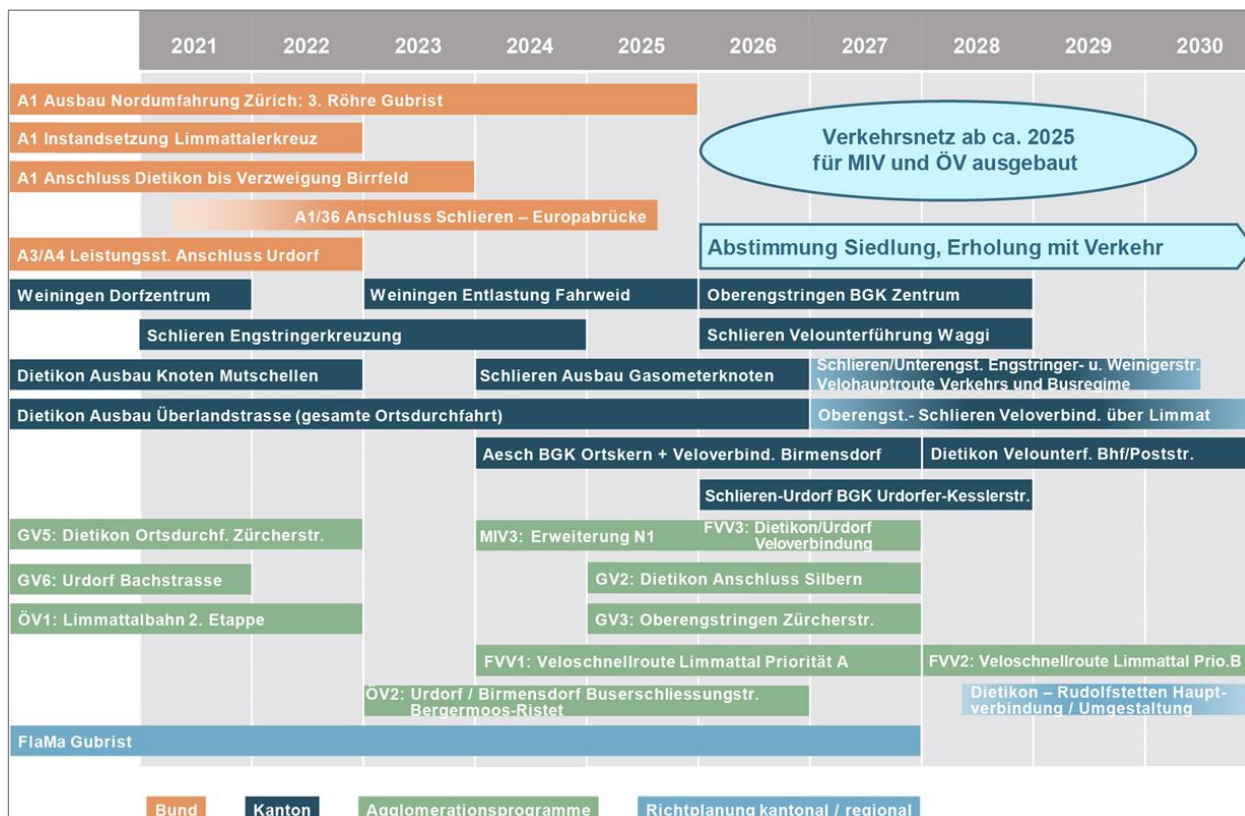 2021 2022 2023 2024 2025 2026 2027 2028 2029 2030
A1 Ausbau Nordumfahrung Zürich: 3. Röhre Gubrist
A1 Instandsetzung Limmattalerkreuz
Verkehrsnetz ab ca. 2025
für MIV und ÖV ausgebaut
A1 Anschluss Dietikon bis Verzweigung Birrfeld
A1/36 Anschluss Schlieren – Europabrücke
A3/A4 Leistungsst. Anschluss Urdorf
Abstimmung Siedlung, Erholung mit Verkehr
Weiningen Dorfzentrum
Weiningen Entlastung Fahrweid
Oberengstringen BGK Zentrum
Schlieren Engstringerkreuzung
Schlieren Velounterführung Waggi
Dietikon Ausbau Knoten Mutschellen
Schlieren Ausbau Gasometerknoten
Schlieren/Unterengst. Engstringer- u. Weinigerstr.
Velohauptroute Verkehrs und Busregime
Dietikon Ausbau Überlandstrasse (gesamte Ortsdurchfahrt)
Oberengst.- Schlieren Veloverbind. über Limmat
Aesch BGK Ortskern + Veloverbind. Birmensdorf
Dietikon Velounterf. Bhf/Poststr.
Schlieren-Urdorf BGK Urdorfer-Kesslerstr.
GV5: Dietikon Ortsdurchf. Zürcherstr.
MIV3: Erweiterung N1
FVV3: Dietikon/Urdorf
Veloverbindung
GV6: Urdorf Bachstrasse
GV2: Dietikon Anschluss Silbern
ÖV1: Limmattalbahn 2. Etappe
GV3: Oberengstringen Zürcherstr.
FVV1: Veloschnellroute Limmattal Priorität A
FVV2: Veloschnellroute Limmattal Prio.B
ÖV2: Urdorf / Birmensdorf Buserschliessungstr.
Bergermoos-Ristet
Dietikon – Rudolfstetten Haupt-
verbindung / Umgestaltung
FlaMa Gubrist
Bund
Kanton
Agglomerationsprogramme
Richtplanung kantonal / regional